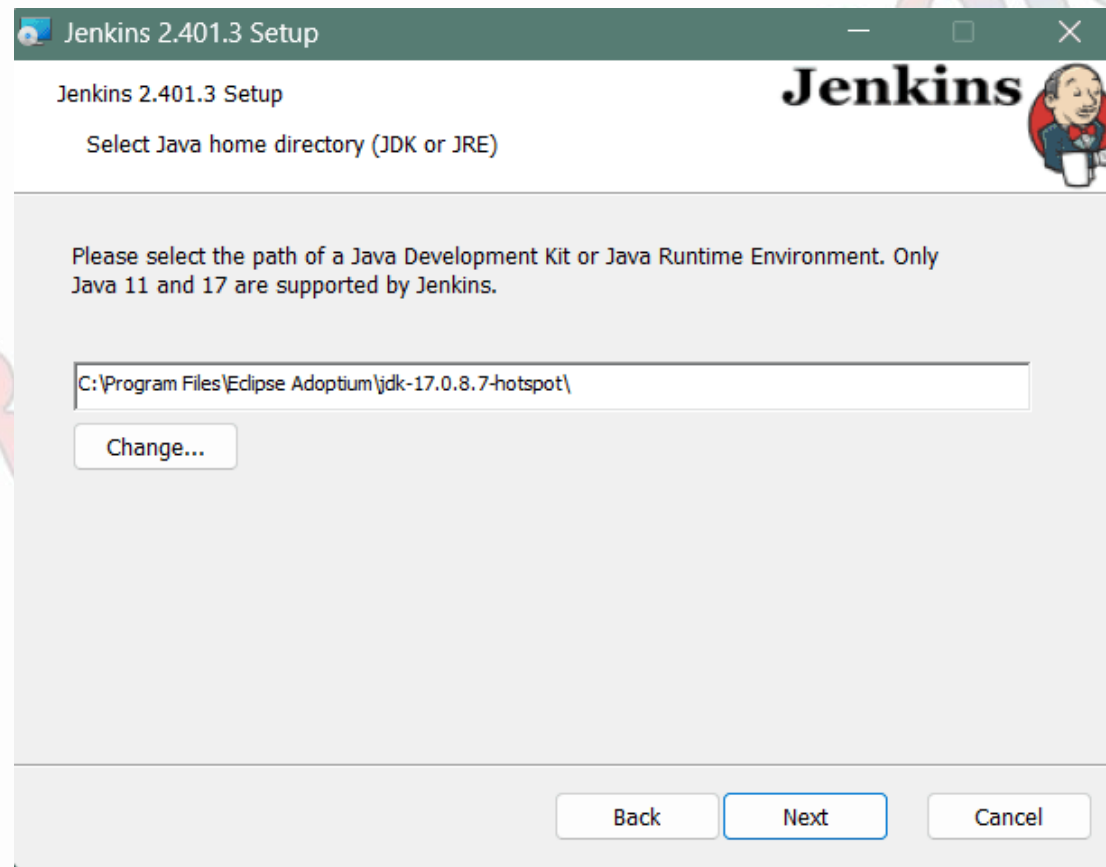 Jenkins 2.401.3 Setup
Jenkins 2.401.3 Setup
Jenkins
Select Java home directory (JDK or JRE)
Please select the path of a Java Development Kit or Java Runtime Environment. Only
Java 11 and 17 are supported by Jenkins.
C:\Program Files\Eclipse Adoptium\jdk-17.0.8.7-hotspot\
Change...
Back
Next
Cancel